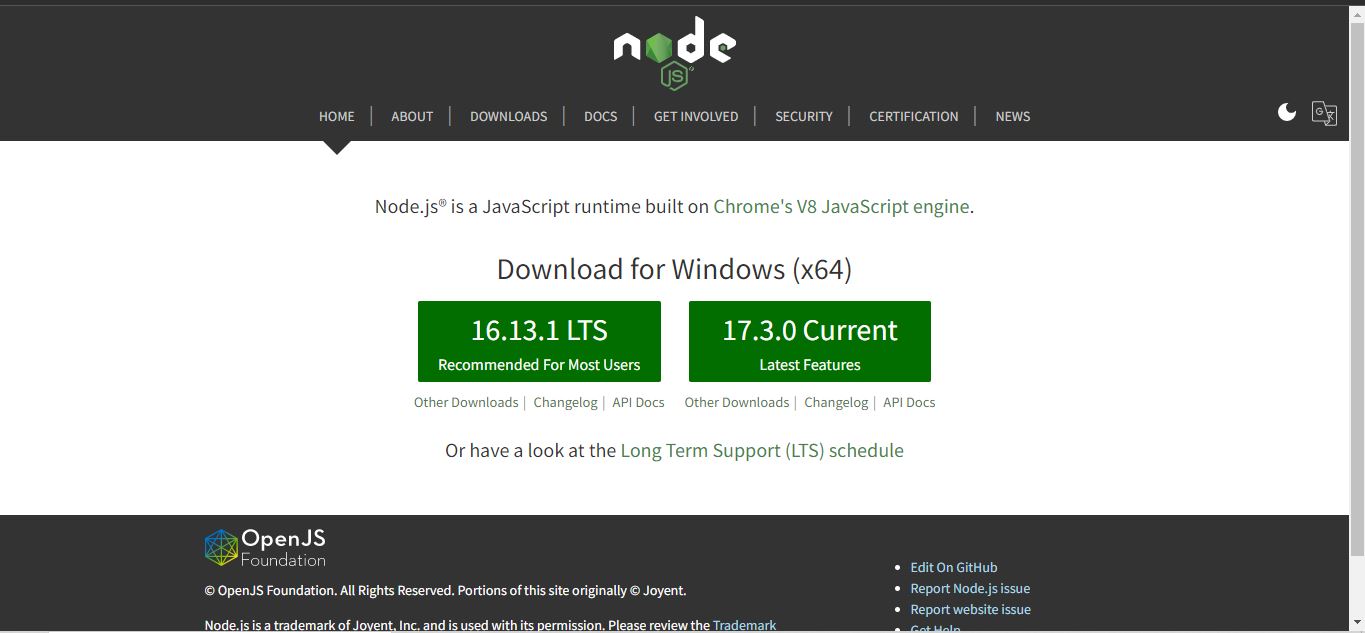 node
JS
HOME | ABOUT | DOWNLOADS | DOCS | GET INVOLVED | SECURITY | CERTIFICATION | NEWS
Node.js® is a JavaScript runtime built on Chrome's V8 JavaScript engine.
Download for Windows (x64)
16.13.1 LTS
Recommended For Most Users
Other Downloads | Changelog | API Docs
17.3.0 Current
Latest Features
Other Downloads | Changelog | API Docs
Or have a look at the Long Term Support (LTS) schedule
OpenJS
Foundation
© OpenJS Foundation. All Rights Reserved. Portions of this site originally © Joyent.
Node.js is a trademark of Joyent, Inc. and is used with its permission. Please review the Trademark
Edit On GitHub
Report Node.js issue
Report website issue
Get Help